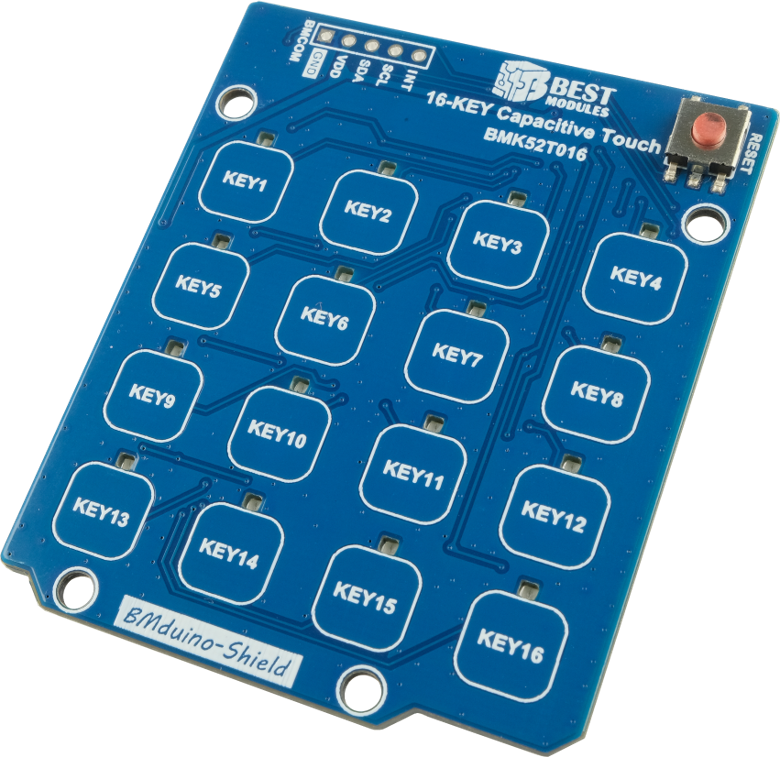 BMCOM
GND
VDD
SDA
SCL
INT
BEST
MODULES
16-KEY Capacitive Touch
BMK52T016
RESET
KEY1
KEY2
KEY3
KEY4
KEY5
KEY6
KEY7
KEY8
KEY9
KEY10
KEY11
KEY12
KEY13
KEY14
KEY15
KEY16
BMduino-Shield